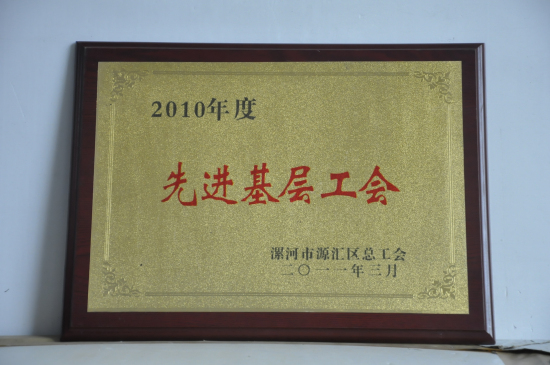 2010年度
先进基层工会
漯河市源汇区总工会
二〇一一年三月